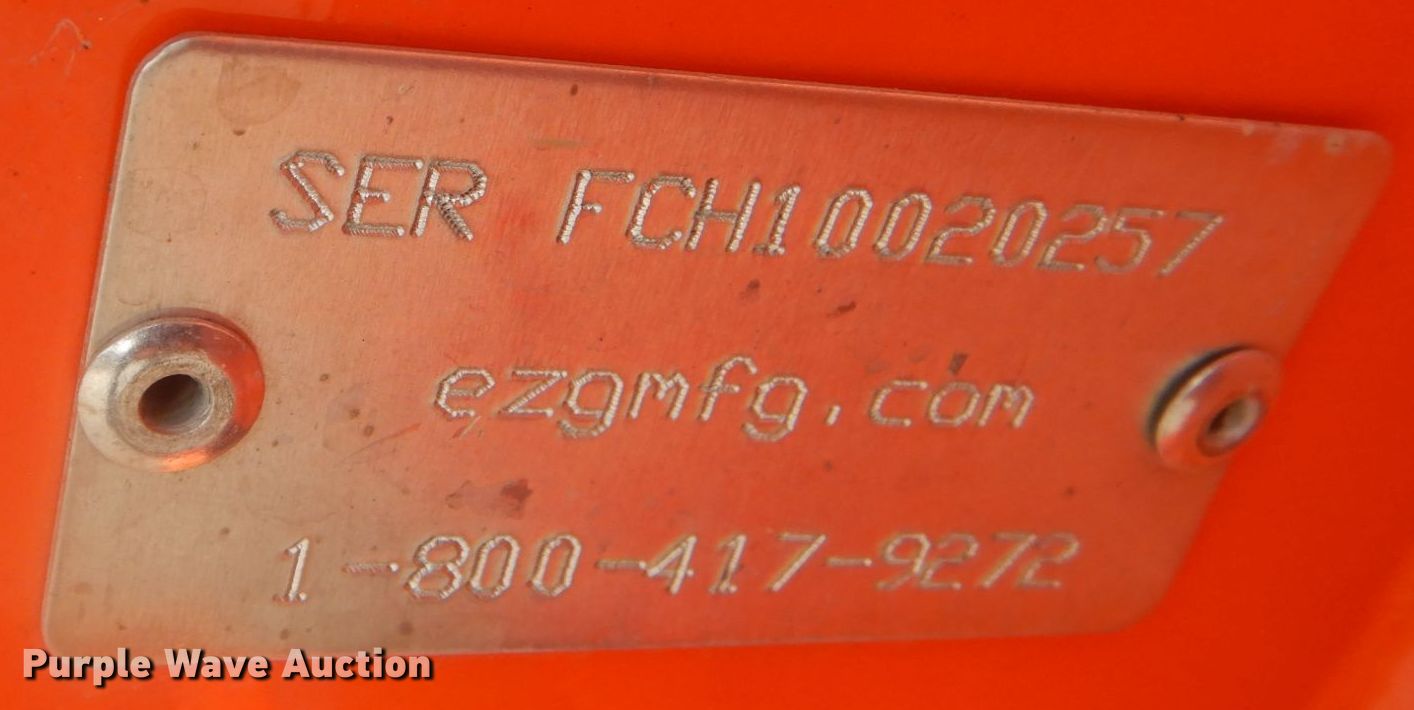 SER FCH10020257
ezgmfg.com
1-800-417-9272
Purple Wave Auction